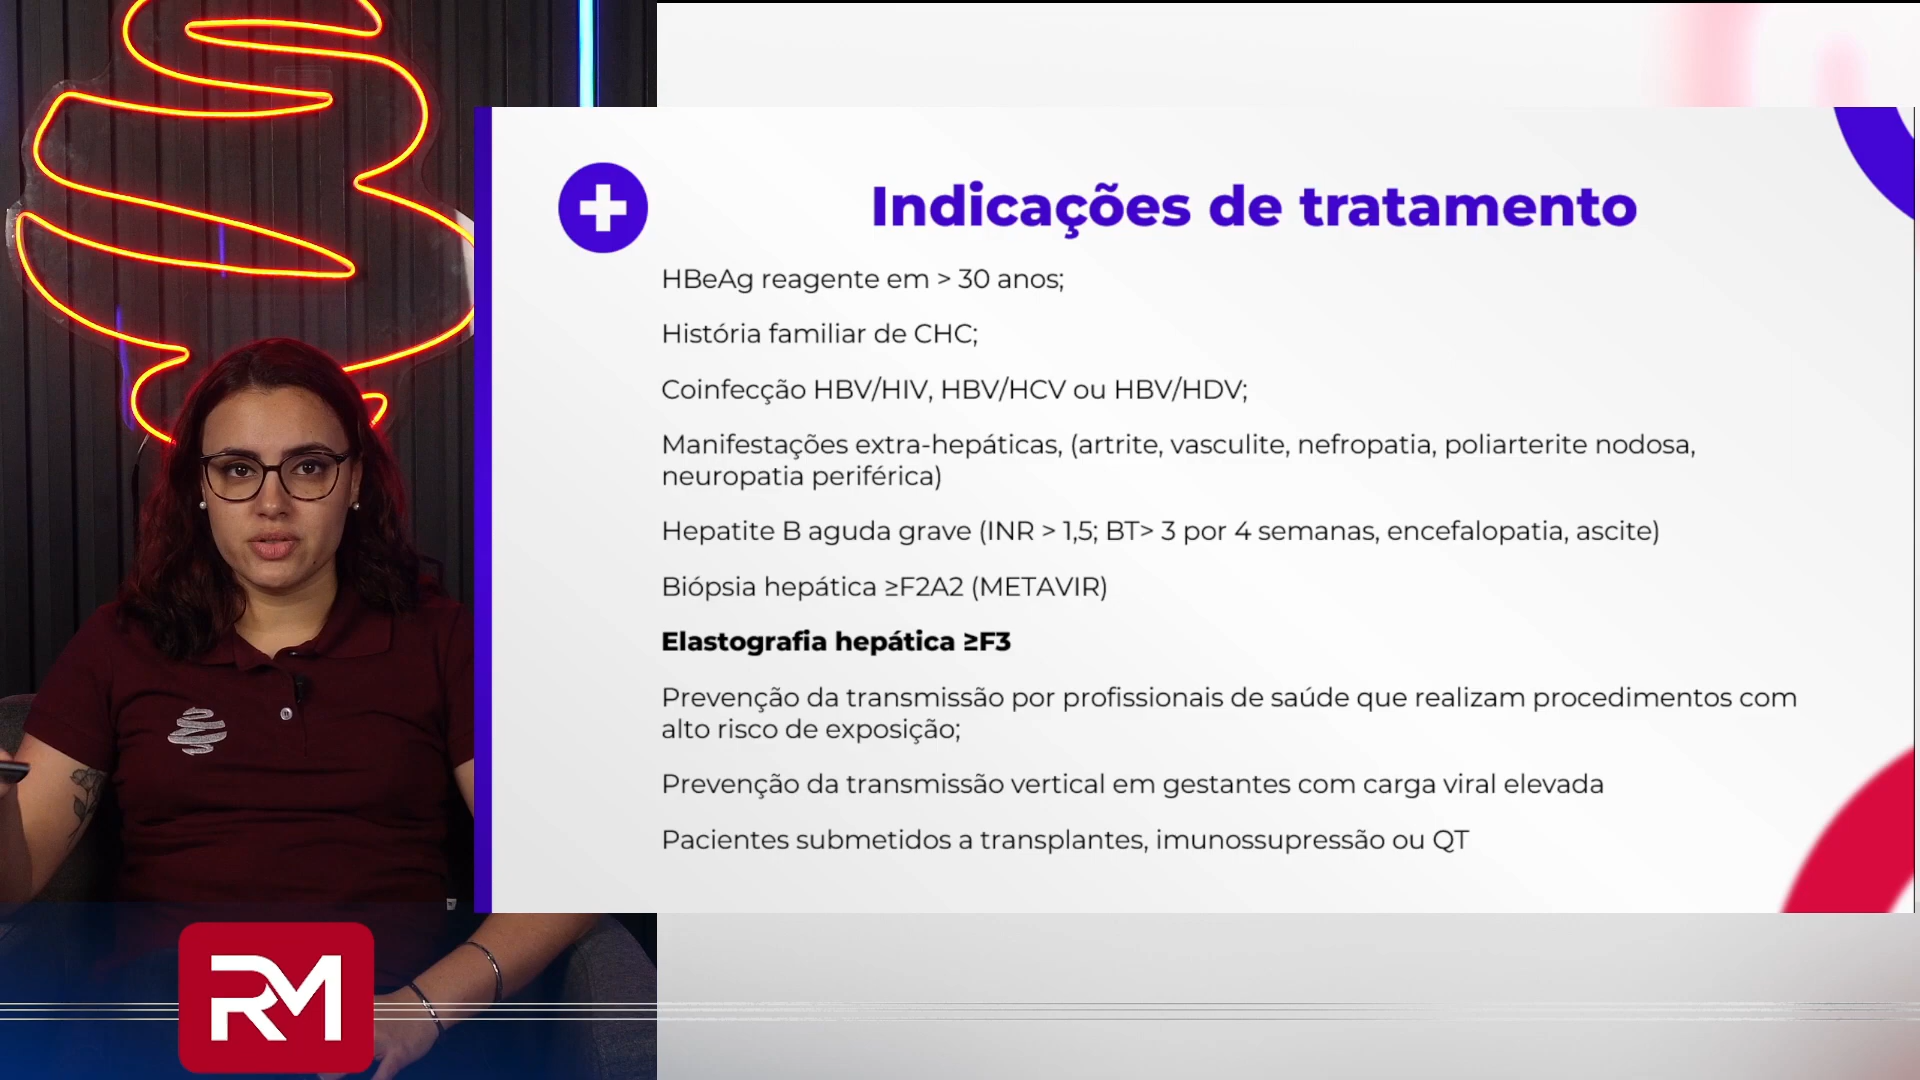 Indicações de tratamento
HBeAg reagente em > 30 anos;
História familiar de CHC;
Coinfecção HBV/HIV, HBV/HCV ou HBV/HDV;
Manifestações extra-hepáticas, (artrite, vasculite, nefropatia, poliarterite nodosa,
neuropatia periférica)
Hepatite B aguda grave (INR > 1,5; BT> 3 por 4 semanas, encefalopatia, ascite)
Biópsia hepática ≥F2A2 (METAVIR)
Elastografia hepática ≥F3
Prevenção da transmissão por profissionais de saúde que realizam procedimentos com
alto risco de exposição;
Prevenção da transmissão vertical em gestantes com carga viral elevada
Pacientes submetidos a transplantes, imunossupressão ou QT
RM